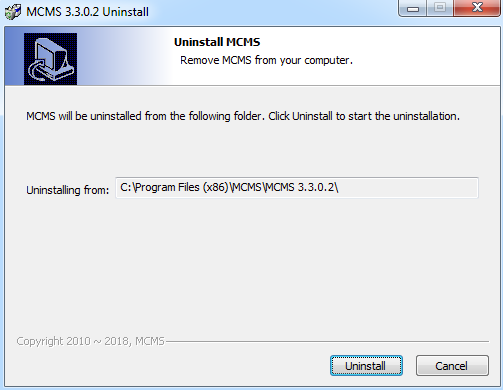 MCMS 3.3.0.2 Uninstall
Uninstall MCMS
Remove MCMS from your computer.
MCMS will be uninstalled from the following folder. Click Uninstall to start the uninstallation.
Uninstalling from: C:\Program Files (x86)\MCMS\MCMS 3.3.0.2\
Copyright 2010 ~ 2018, MCMS
Uninstall Cancel